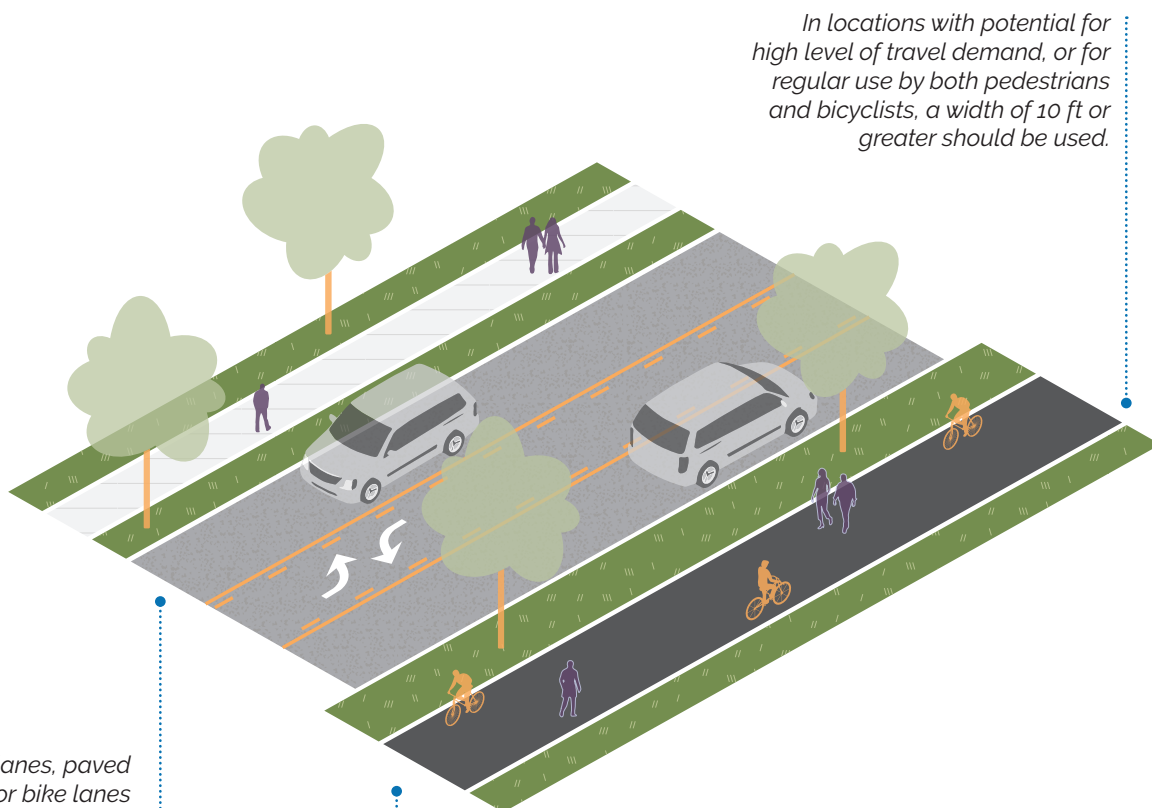 In locations with potential for
high level of travel demand, or for
regular use by both pedestrians
and bicyclists, a width of 10 ft or
greater should be used.
anes, paved
or bike lanes